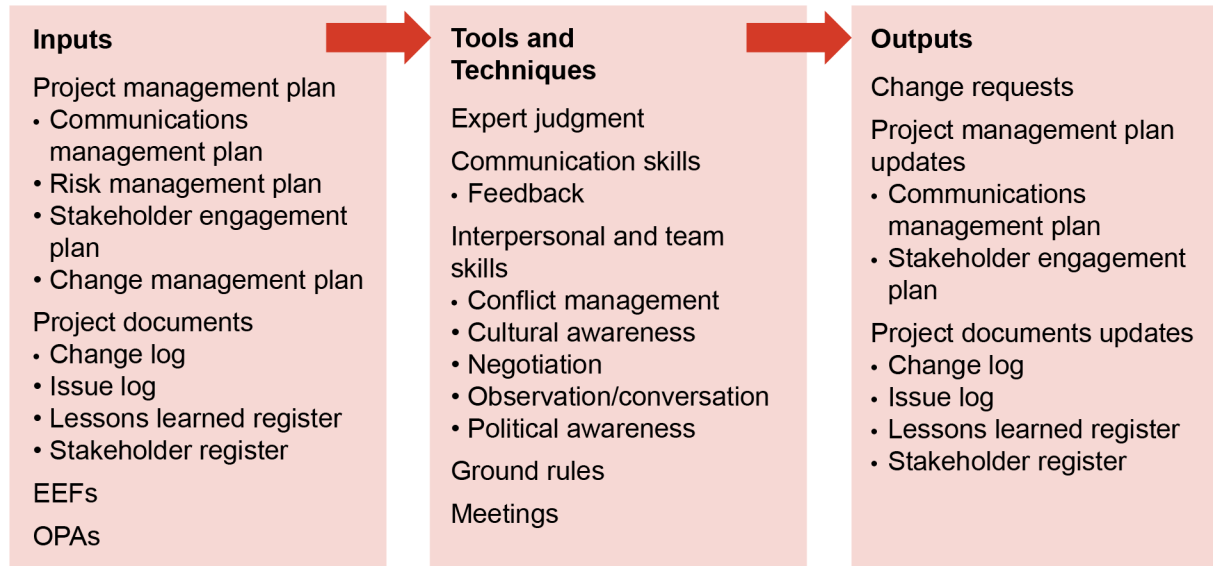 Inputs
Project management plan
• Communications
management plan
• Risk management plan
• Stakeholder engagement
plan
• Change management plan
Project documents
• Change log
• Issue log
• Lessons learned register
• Stakeholder register
EEFs
OPAs
Tools and
Techniques
Expert judgment
Communication skills
• Feedback
Interpersonal and team
skills
• Conflict management
• Cultural awareness
• Negotiation
• Observation/conversation
• Political awareness
Ground rules
Meetings
Outputs
Change requests
Project management plan
updates
• Communications
management plan
• Stakeholder engagement
plan
Project documents updates
• Change log
• Issue log
• Lessons learned register
• Stakeholder register